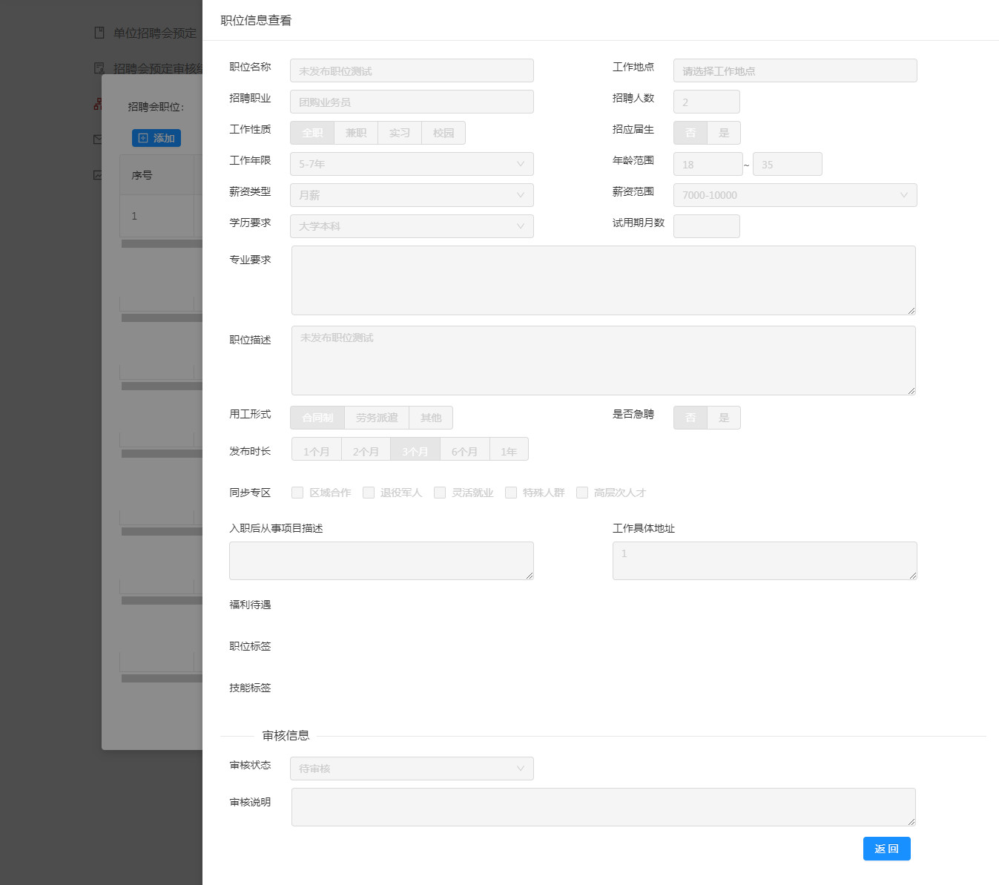 单位招聘会预定
招聘会预定审核
招聘会职位：
添加
序号
1
职位信息查看
职位名称 未发布职位测试 工作地点 请选择工作地点
招聘职业 团购业务员 招聘人数 2
工作性质 全职 兼职 实习 校园 招应届生 否 是
工作年限 5-7年 年龄范围 18 ~ 35
薪资类型 月薪 薪资范围 7000-10000
学历要求 大学本科 试用期月数
专业要求
职位描述 未发布职位测试
用工形式 合同制 劳务派遣 其他 是否急聘 否 是
发布时长 1个月 2个月 3个月 6个月 1年
同步专区 区域合作 退役军人 灵活就业 特殊人群 高层次人才
入职后从事项目描述 工作具体地址
1
福利待遇
职位标签
技能标签
审核信息
审核状态 待审核
审核说明
返 回